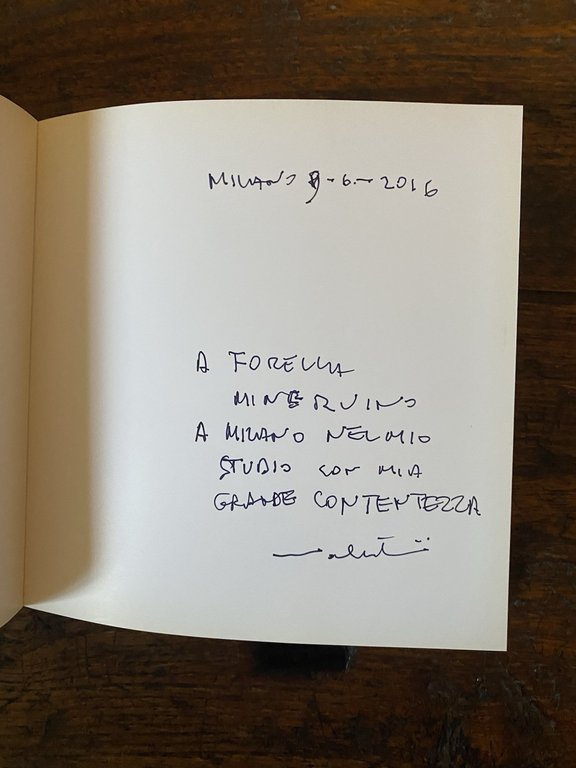 MILANO 9-6-2016
A FORELLA
MINERVINO
A MILANO NEL MIO
STUDIO CON MIA
GRANDE CONTENTEZZA